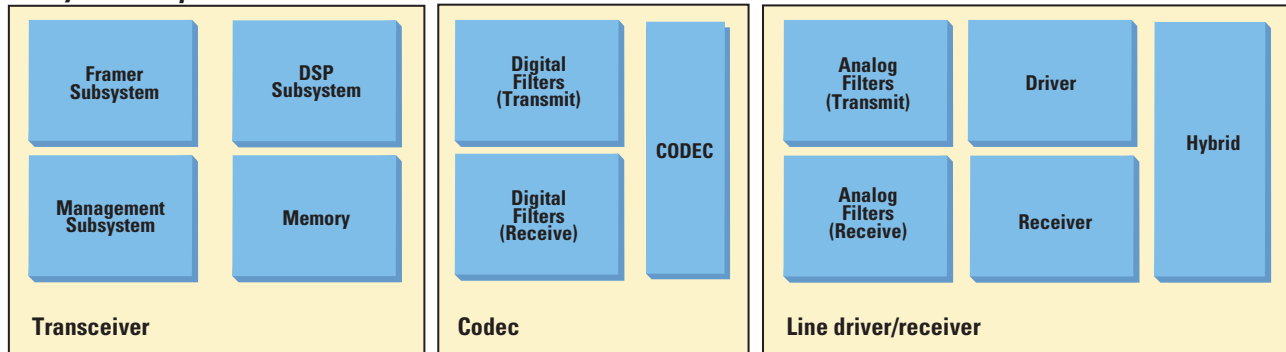 Framer
Subsystem
DSP
Subsystem
Management
Subsystem
Memory
Transceiver
Digital
Filters
(Transmit)
Digital
Filters
(Receive)
CODEC
Codec
Analog
Filters
(Transmit)
Driver
Analog
Filters
(Receive)
Receiver
Hybrid
Line driver/receiver